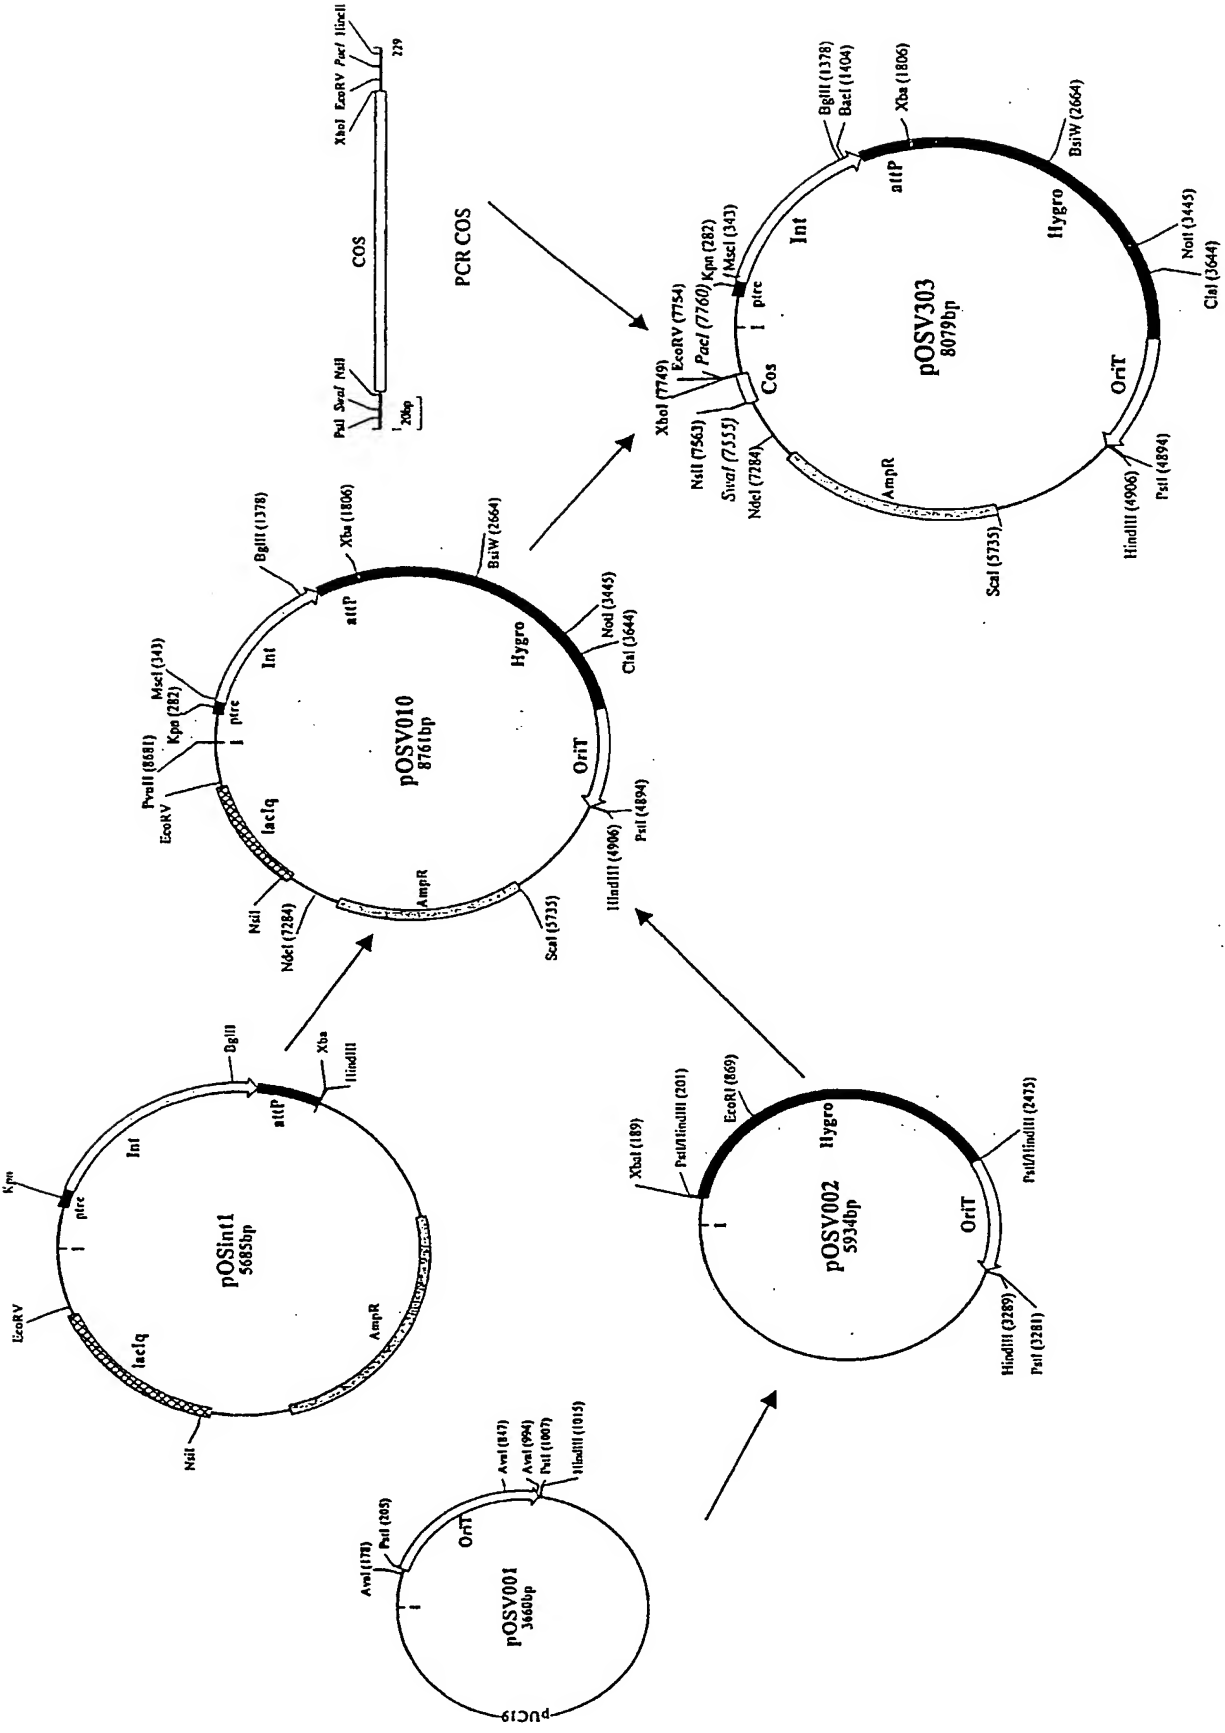 pOSV001
3660bp
AvaI (178)
PstI (205)
OriT
AvaI (847)
AvaI (994)
PstI (1007)
HindIII (1015)
pUC19
pOSint1
5685bp
I
EcoRV
Kpn
ptrc
Int
BglII
attP
Xba
HindIII
AmpR
NsiI
lacIq
pOSV002
5934bp
I
XbaI (189)
PstI/HindIII (201)
EcoRI (869)
Hygro
PstI/HindIII (2475)
OriT
HindIII (3289)
PstI (3281)
pOSV010
8761bp
I
EcoRV
PvuII (8681)
Kpn (282)
MscI (343)
ptrc
Int
BglII (1378)
attP
Xba (1806)
BsiW (2664)
Hygro
NotI (3445)
ClaI (3644)
OriT
PstI (4894)
HindIII (4906)
ScaI (5735)
AmpR
NdeI (7284)
NsiI
lacIq
PstI SwaI NsiI
20bp
COS
XhoI EcoRV PacI HincII
229
PCR COS
pOSV303
8079bp
I
XhoI (7749)
EcoRV (7754)
PacI (7760)
Kpn (282)
MscI (343)
ptrc
Int
BglII (1378)
BacI (1404)
attP
Xba (1806)
BsiW (2664)
Hygro
NotI (3445)
ClaI (3644)
OriT
PstI (4894)
HindIII (4906)
ScaI (5735)
AmpR
NdeI (7284)
SwaI (7555)
NsiI (7563)
Cos